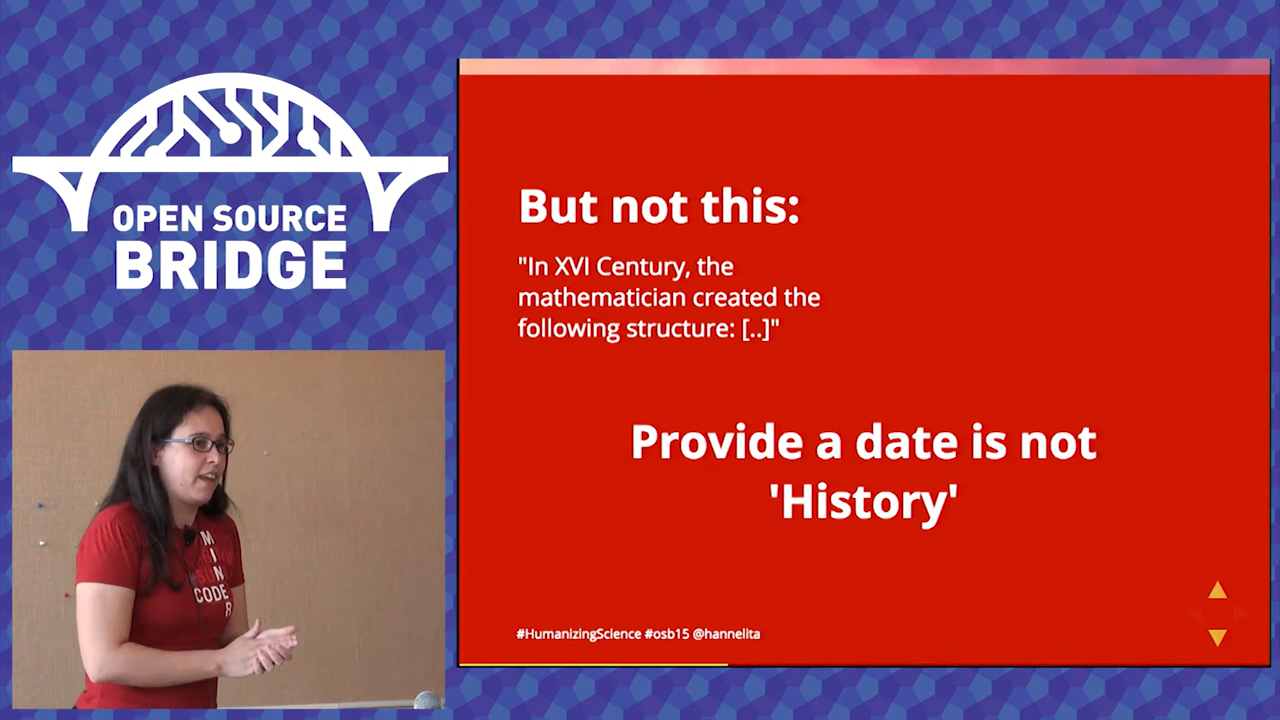 OPEN SOURCE
BRIDGE
But not this:
"In XVI Century, the
mathematician created the
following structure: [..]"
Provide a date is not
'History'
#HumanizingScience #osb15 @hannelita
MIN
CODE
R